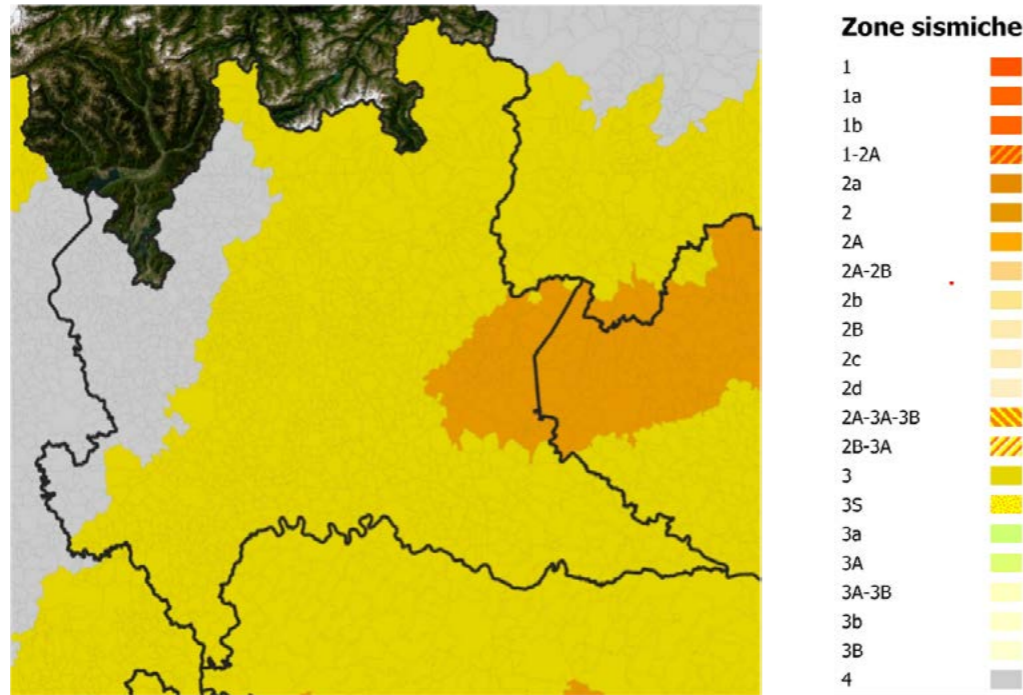 Zone sismiche
1
1a
1b
1-2A
2a
2
2A
2A-2B
2b
2B
2c
2d
2A-3A-3B
2B-3A
3
3S
3a
3A
3A-3B
3b
3B
4